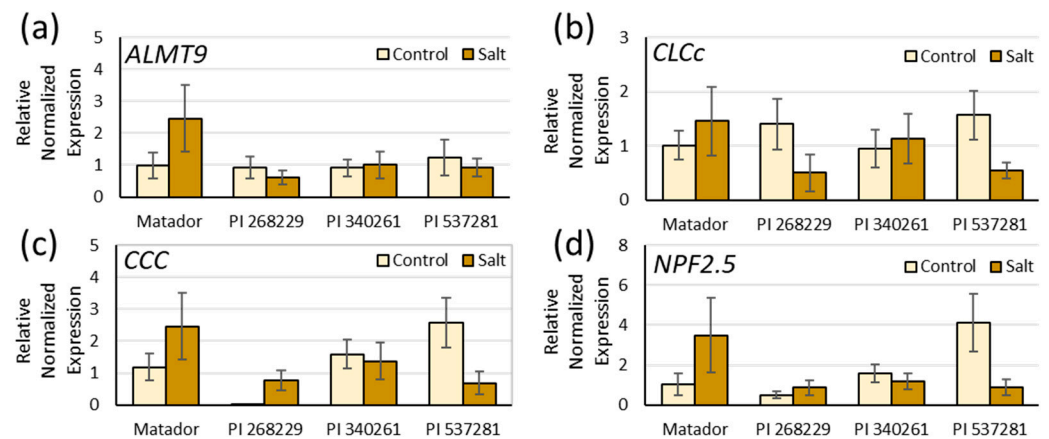 (a)
ALMT9
Control Salt
Relative
Normalized
Expression
5
4
3
2
1
0
Matador PI 268229 PI 340261 PI 537281
(b)
CLCc
Control Salt
Relative
Normalized
Expression
3
2
1
0
Matador PI 268229 PI 340261 PI 537281
(c)
CCC
Control Salt
Relative
Normalized
Expression
5
4
3
2
1
0
Matador PI 268229 PI 340261 PI 537281
(d)
NPF2.5
Control Salt
Relative
Normalized
Expression
8
6
4
2
0
Matador PI 268229 PI 340261 PI 537281